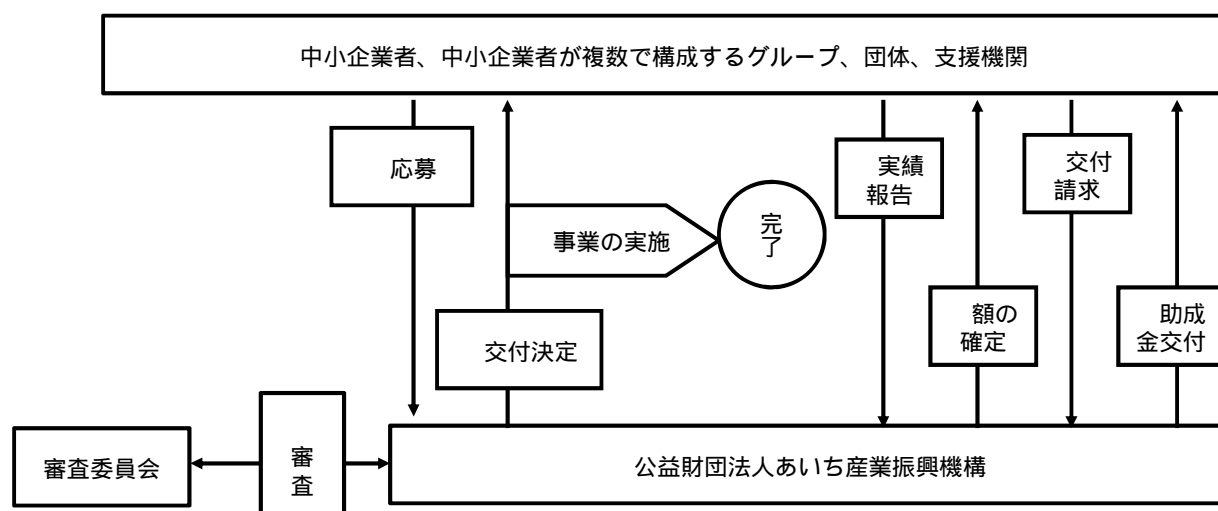 中小企業者、中小企業者が複数で構成するグループ、団体、支援機関
応募
実績
報告
交付
請求
事業の実施
完
了
額の
確定
助成
金交付
交付決定
審
査
審査委員会
公益財団法人あいち産業振興機構